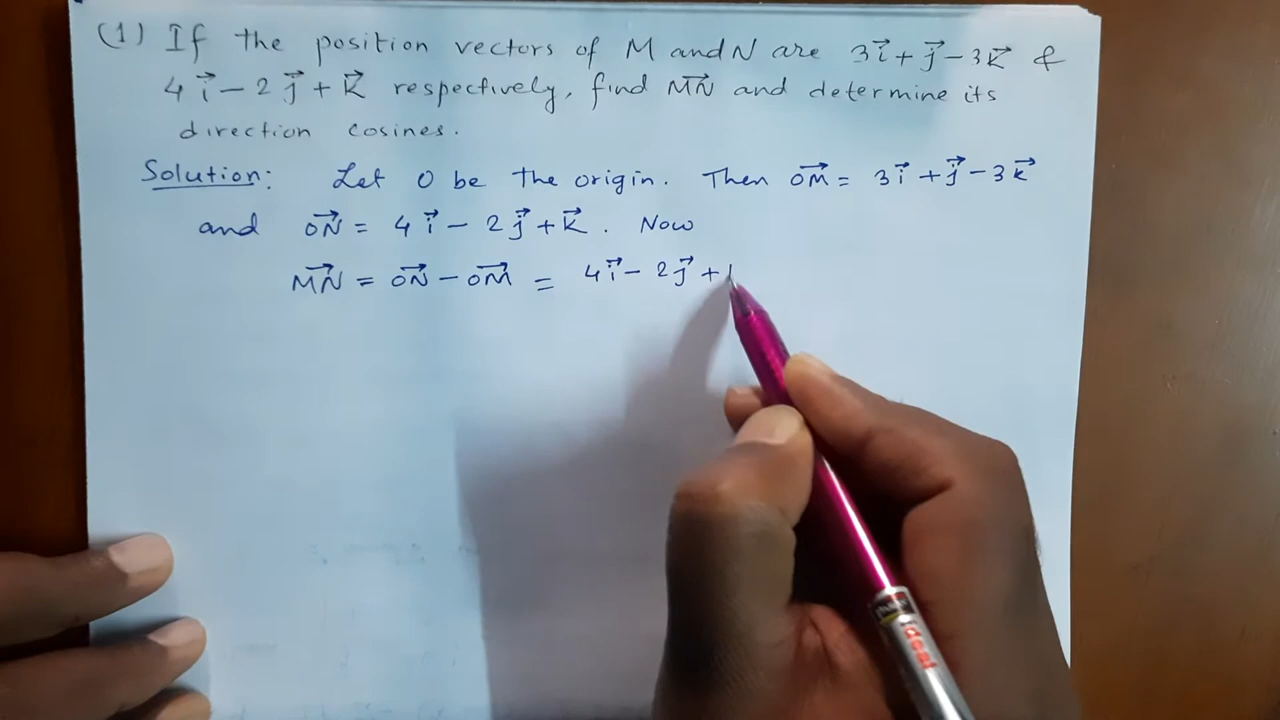 (1) If the position vectors of M and N are 3i⃗ + j⃗ - 3k⃗ &
4i⃗ - 2j⃗ + k⃗ respectively, find MN⃗ and determine its
direction cosines.
Solution: Let O be the origin. Then OM⃗ = 3i⃗ + j⃗ - 3k⃗
and ON⃗ = 4i⃗ - 2j⃗ + k⃗. Now
MN⃗ = ON⃗ - OM⃗ = 4i⃗ - 2j⃗ +
ideal